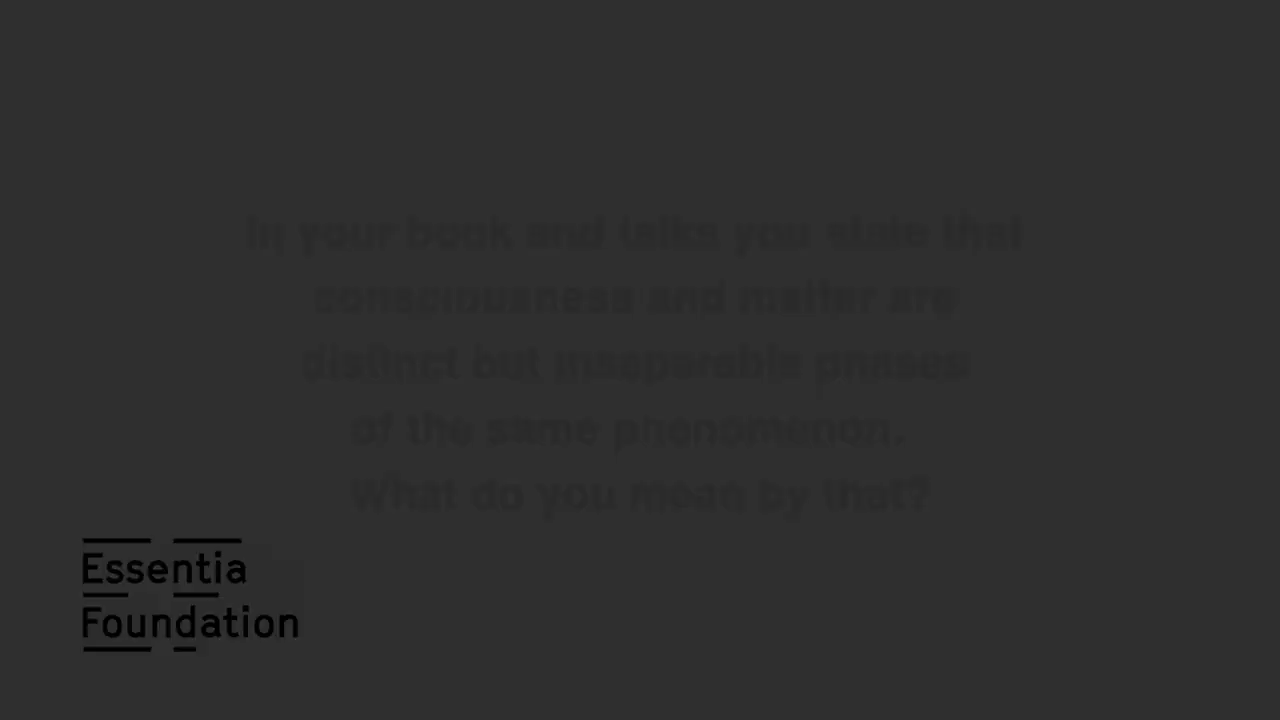 In your book and talks you state that
consciousness and matter are
distinct but inseparable phases
of the same phenomenon.
What do you mean by that?
Essentia
Foundation